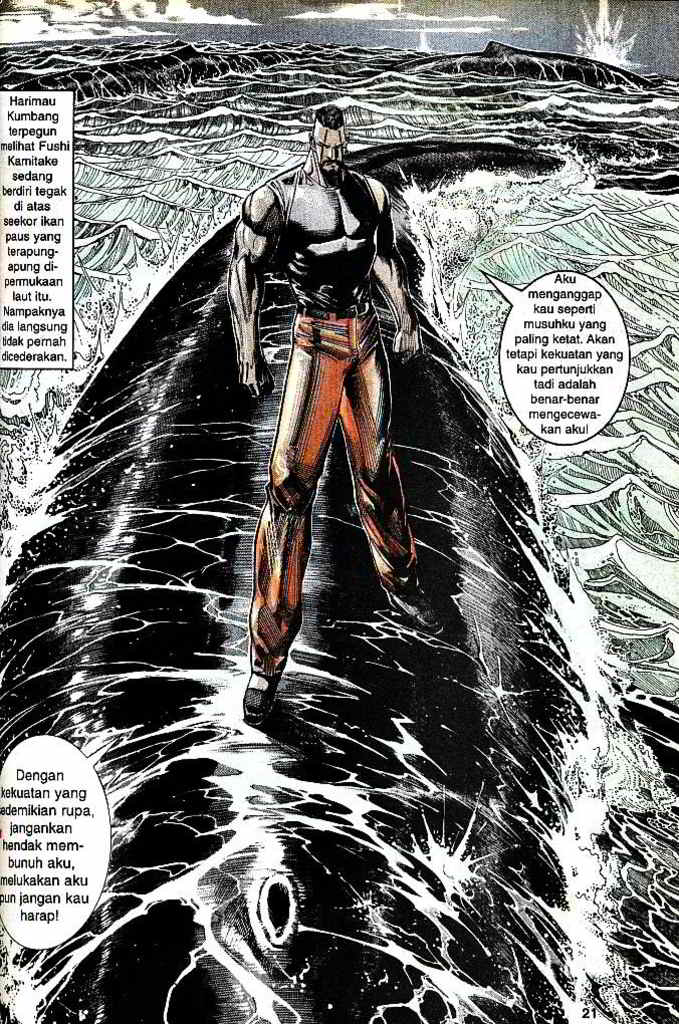 Harimau
Kumbang
terpegun
melihat Fushi
Kamitake
sedang
berdiri tegak
di atas
seekor ikan
paus yang
terapung-
apung di-
permukaan
laut itu.
Nampaknya
dia langsung
tidak pernah
dicederakan.
Aku
menganggap
kau seperti
musuhku yang
paling ketat. Akan
tetapi kekuatan yang
kau pertunjukkan
tadi adalah
benar-benar
mengecewa-
kan aku!
Dengan
kekuatan yang
sedemikian rupa,
jangankan
hendak mem-
bunuh aku,
melukakan aku
pun jangan kau
harap!
21